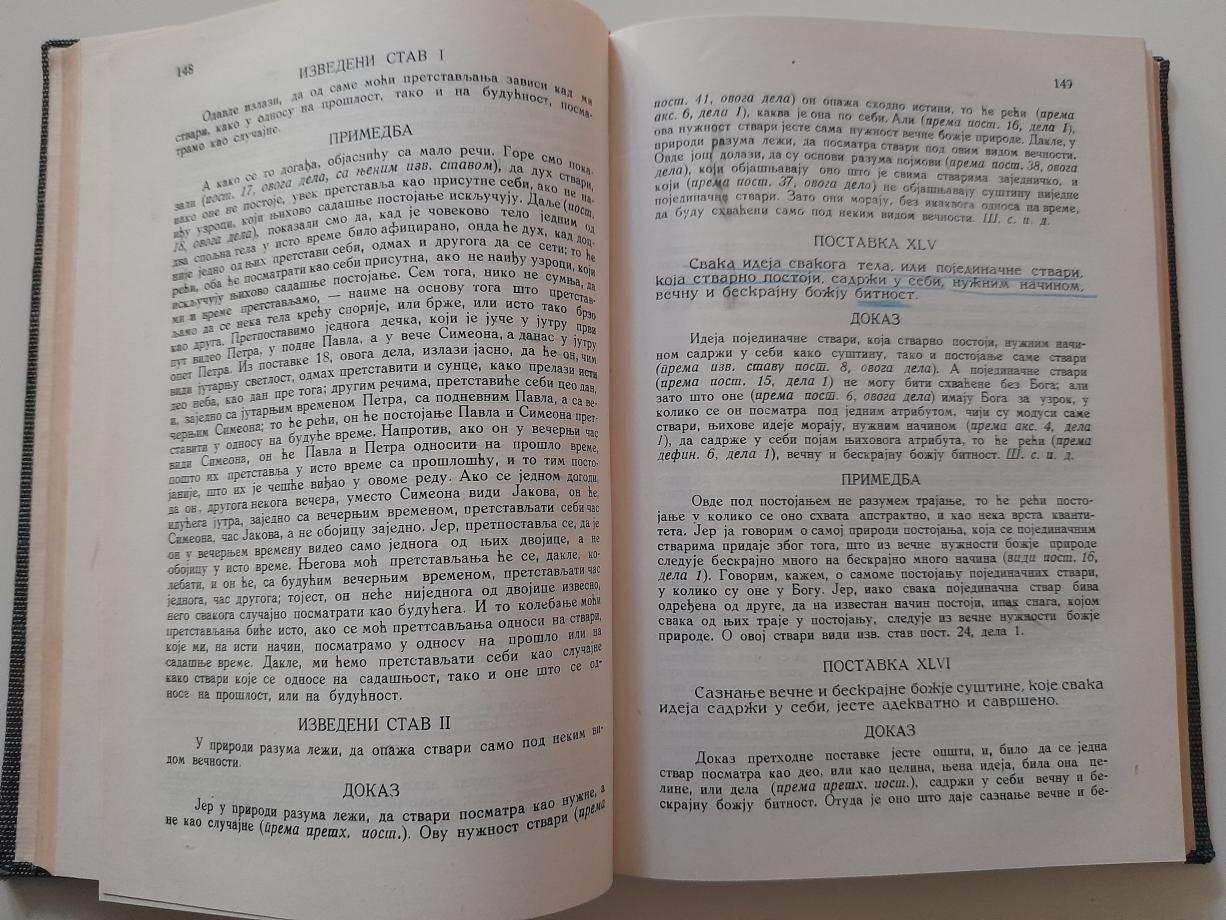 148
ИЗВЕДЕНИ СТАВ I
Одавде излази, да од саме моћи претстављања зависи кад ми
ствари, како у односу на прошлост, тако и на будућност, посма-
трамо као случајне.
ПРИМЕДБА
А како се то догађа, објаснићу са мало речи. Горе смо пока-
зали (пост. 17, овога дела, са њеним изв. ставом), да дух ствари,
иако оне не постоје, увек претставља као присутне себи, ако не на-
иђу узроци, који њихово садашње постојање искључују. Даље (пост.
18, овога дела), показали смо да, кад је човеково тело једним од
два спољна тела у исто време било афицирано, онда ће дух, кад доц-
није једно од њих претстави себи, одмах и другога да се сети; то ће
рећи, оба ће посматрати као себи присутна, ако не наиђу узроци, који
искључују њихово садашње постојање. Сем тога, нико не сумња, да
ми и време претстављамо, — наиме на основу тога што претстав-
љамо да се нека тела крећу спорије, или брже, или исто тако брзо
као друга. Претпоставимо једнога дечка, који је јуче у јутру први
пут видео Петра, у подне Павла, а у вече Симеона, а данас у јутру
опет Петра. Из поставке 18, овога дела, излази јасно, да ће он, чим
види јутарњу светлост, одмах претставити и сунце, како прелази исти
део неба, као дан пре тога; другим речима, претставиће себи цео дан,
и, заједно са јутарњим временом Петра, са подневним Павла, а са ве-
черњим Симеона; то ће рећи, он ће постојање Павла и Симеона прет-
ставити у односу на будуће време. Напротив, ако он у вечерњи час
види Симеона, он ће Павла и Петра односити на прошло време,
пошто их претставља у исто време са прошлошћу, и то тим посто-
јаније, што их је чешће виђао у овоме реду. Ако се једном догоди,
да он, другога некога вечера, уместо Симеона види Јакова, он ће,
идућега јутра, заједно са вечерњим временом, претстављати себи час
Симеона, час Јакова, а не обојицу заједно. Јер, претпоставља се, да је
он у вечерњем времену видео само једнога од њих двојице, а не
обојицу у исто време. Његова моћ претстављања ће се, дакле, ко-
лебати, и он ће, са будућим вечерњим временом, претстављати час
једнога, час другога; тојест, он неће ниједнога од двојице извесно,
него свакога случајно посматрати као будућега. И то колебање моћи
претстављања биће исто, ако се моћ преттсављања односи на ствари,
које ми, на исти начин, посматрамо у односу на прошло или на
садашње време. Дакле, ми ћемо претстављати себи као случајне
како ствари које се односе на садашњост, тако и оне што се од-
носе на прошлост, или на будућност.
ИЗВЕДЕНИ СТАВ II
У природи разума лежи, да опажа ствари само под неким ви-
дом вечности.
ДОКАЗ
Јер у природи разума лежи, да ствари посматра као нужне, а
не као случајне (према претх. пост.). Ову нужност ствари (према
149
пост. 41, овога дела) он опажа сходно истини, то ће рећи (према
акс. 6, дела I), каква је она по себи. Али (према пост. 16, дела I),
ова нужност ствари јесте сама нужност вечне божје природе. Дакле, у
природи разума лежи, да посматра ствари под овим видом вечности.
Овде још долази, да су основи разума појмови (према пост. 38, овога
дела), који објашњавају оно што је свима стварима заједничко, и
који (према пост. 37, овога дела) не објашњавају суштину ниједне
појединачне ствари. Зато они морају, без икаквога односа на време,
да буду схваћени само под неким видом вечности. Ш. с. и. д.
ПОСТАВКА XLV
Свака идеја свакога тела, или појединачне ствари,
која стварно постоји, садржи у себи, нужним начином,
вечну и бескрајну божју битност.
ДОКАЗ
Идеја појединачне ствари, која стварно постоји, нужним начи-
ном садржи у себи како суштину, тако и постојање саме ствари
(према изв. ставу пост. 8, овога дела). А појединачне ствари
(према пост. 15, дела 1) не могу бити схваћене без Бога; али
зато што оне (према пост. 6, овога дела) имају Бога за узрок, у
колико се он посматра под једним атрибутом, чији су модуси саме
ствари, њихове идеје морају, нужним начином (према акс. 4, дела
I), да садрже у себи појам њиховога атрибута, то ће рећи (према
дефин. 6, дела 1), вечну и бескрајну божју битност. Ш. с. и. д.
ПРИМЕДБА
Овде под постојањем не разумем трајање, то ће рећи посто-
јање у колико се оно схвата апстрактно, и као нека врста кванти-
тета. Јер ја говорим о самој природи постојања, која се појединачним
стварима придаје због тога, што из вечне нужности божје природе
следује бескрајно много на бескрајно много начина (види пост. 16,
дела 1). Говорим, кажем, о самоме постојању појединачних ствари,
у колико су оне у Богу. Јер, иако свака појединачна ствар бива
одређена од друге, да на известан начин постоји, ипак снага, којом
свака од њих траје у постојању, следује из вечне нужности божје
природе. О овој ствари види изв. став пост. 24, дела 1.
ПОСТАВКА XLVI
Сазнање вечне и бескрајне божје суштине, које свака
идеја садржи у себи, јесте адекватно и савршено.
ДОКАЗ
Доказ претходне поставке јесте општи, и, било да се једна
ствар посматра као део, или као целина, њена идеја, била она це-
лине, или дела (према претх. пост.), садржи у себи вечну и бе-
скрајну божју битност. Отуда је оно што даје сазнање вечне и бе-